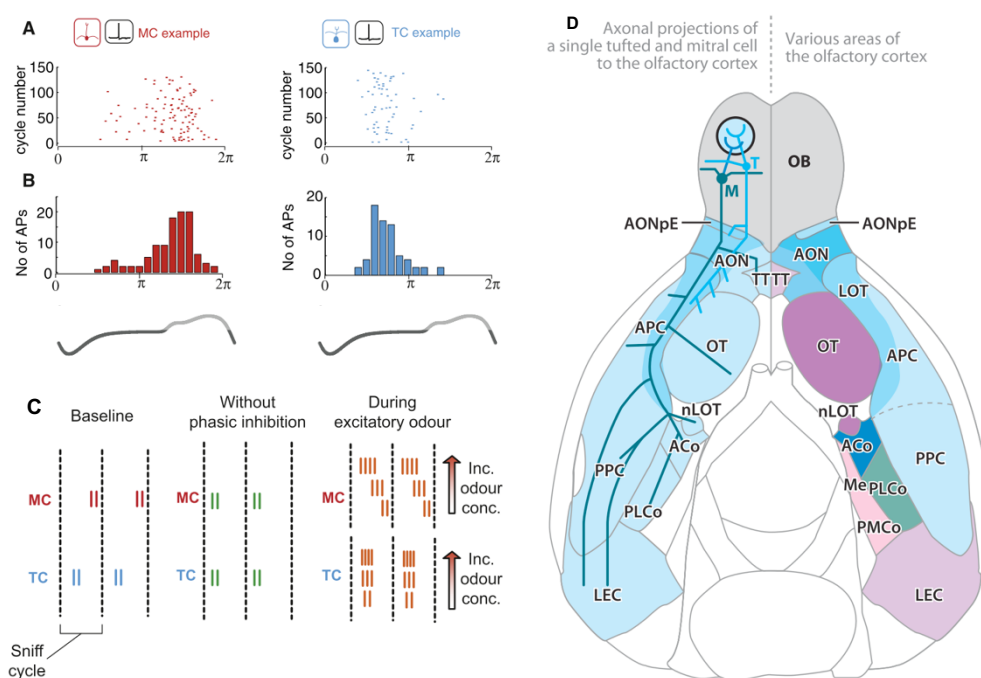 A
MC example
TC example
cycle number
150
100
50
0
0
π
2π
cycle number
150
100
50
0
0
π
2π
B
No of APs
20
10
0
0
π
2π
No of APs
20
10
0
0
π
2π
C
Baseline
Without
phasic inhibition
During
excitatory odour
MC
MC
MC
Inc.
odour
conc.
TC
TC
TC
Inc.
odour
conc.
Sniff
cycle
D
Axonal projections of
a single tufted and mitral cell
to the olfactory cortex
Various areas of
the olfactory cortex
T
OB
M
AONpE
AONpE
AON
AON
TT
TT
LOT
APC
OT
OT
APC
nLOT
nLOT
ACo
ACo
PPC
PPC
Me
PLCo
PLCo
PMCo
LEC
LEC